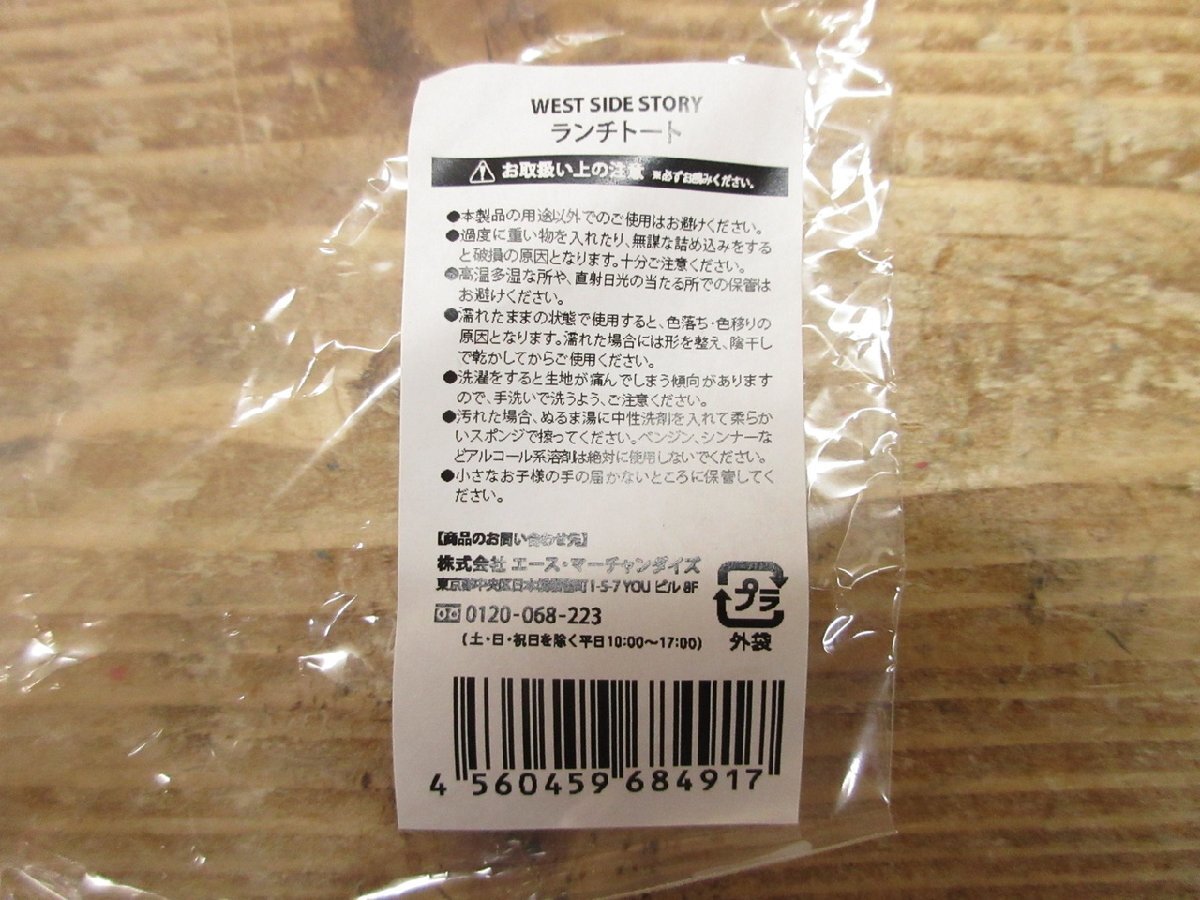 WEST SIDE STORY
ランチトート
お取扱い上の注意 ※必ずお読みください。
●本製品の用途以外でのご使用はお避けください。
●過度に重い物を入れたり、無謀な詰め込みをする
と破損の原因となります。十分ご注意ください。
●高温多湿な所や、直射日光の当たる所での保管は
お避けください。
●濡れたままの状態で使用すると、色落ち・色移りの
原因となります。濡れた場合には形を整え、陰干し
で乾かしてからご使用ください。
●洗濯をすると生地が痛んでしまう傾向があります
ので、手洗いで洗うよう、ご注意ください。
●汚れた場合、ぬるま湯に中性洗剤を入れて柔らか
いスポンジで擦ってください。ベンジン、シンナーな
どアルコール系溶剤は絶対に使用しないでください。
●小さなお子様の手の届かないところに保管してく
ださい。
【商品のお問い合わせ先】
株式会社 エース・マーチャンダイズ
東京都中央区日本橋 1-5-7 YOU ビル 8F
0120-068-223
(土・日・祝日を除く平日10:00～17:00)
プラ
外袋
4 560459 684917